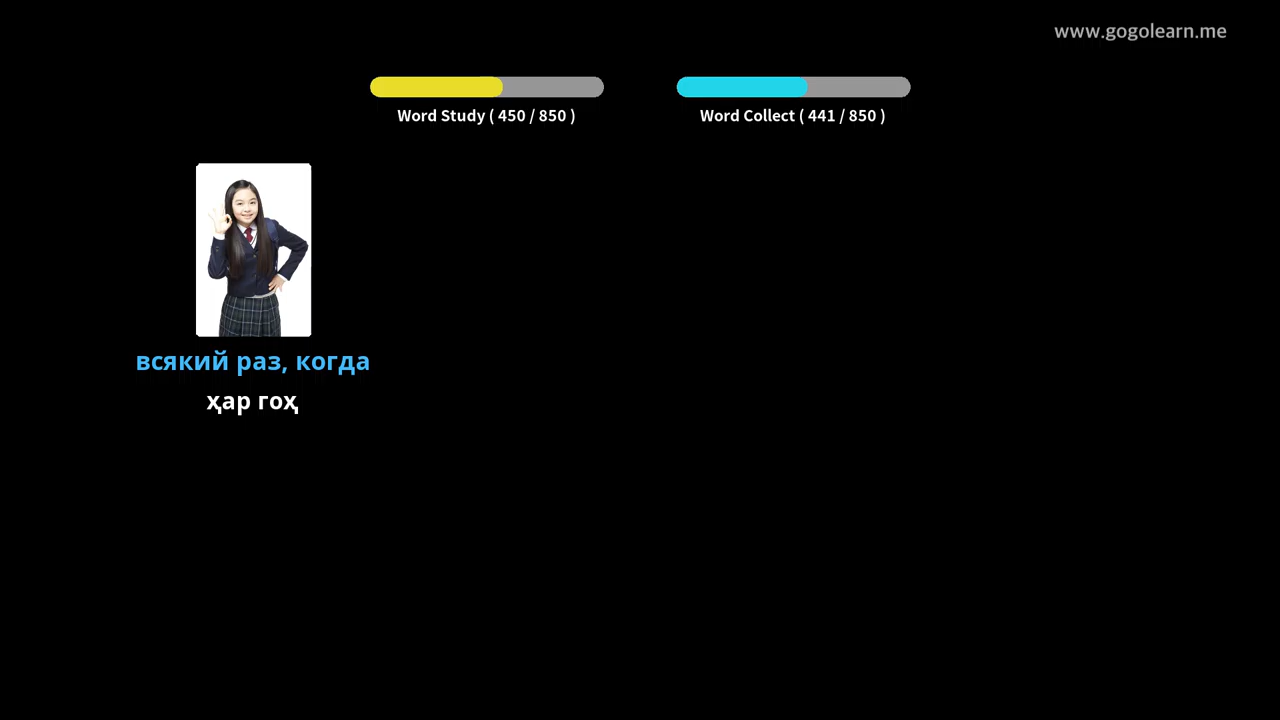 www.gogolearn.me
Word Study ( 450 / 850 )
Word Collect ( 441 / 850 )
всякий раз, когда
ҳар гоҳ